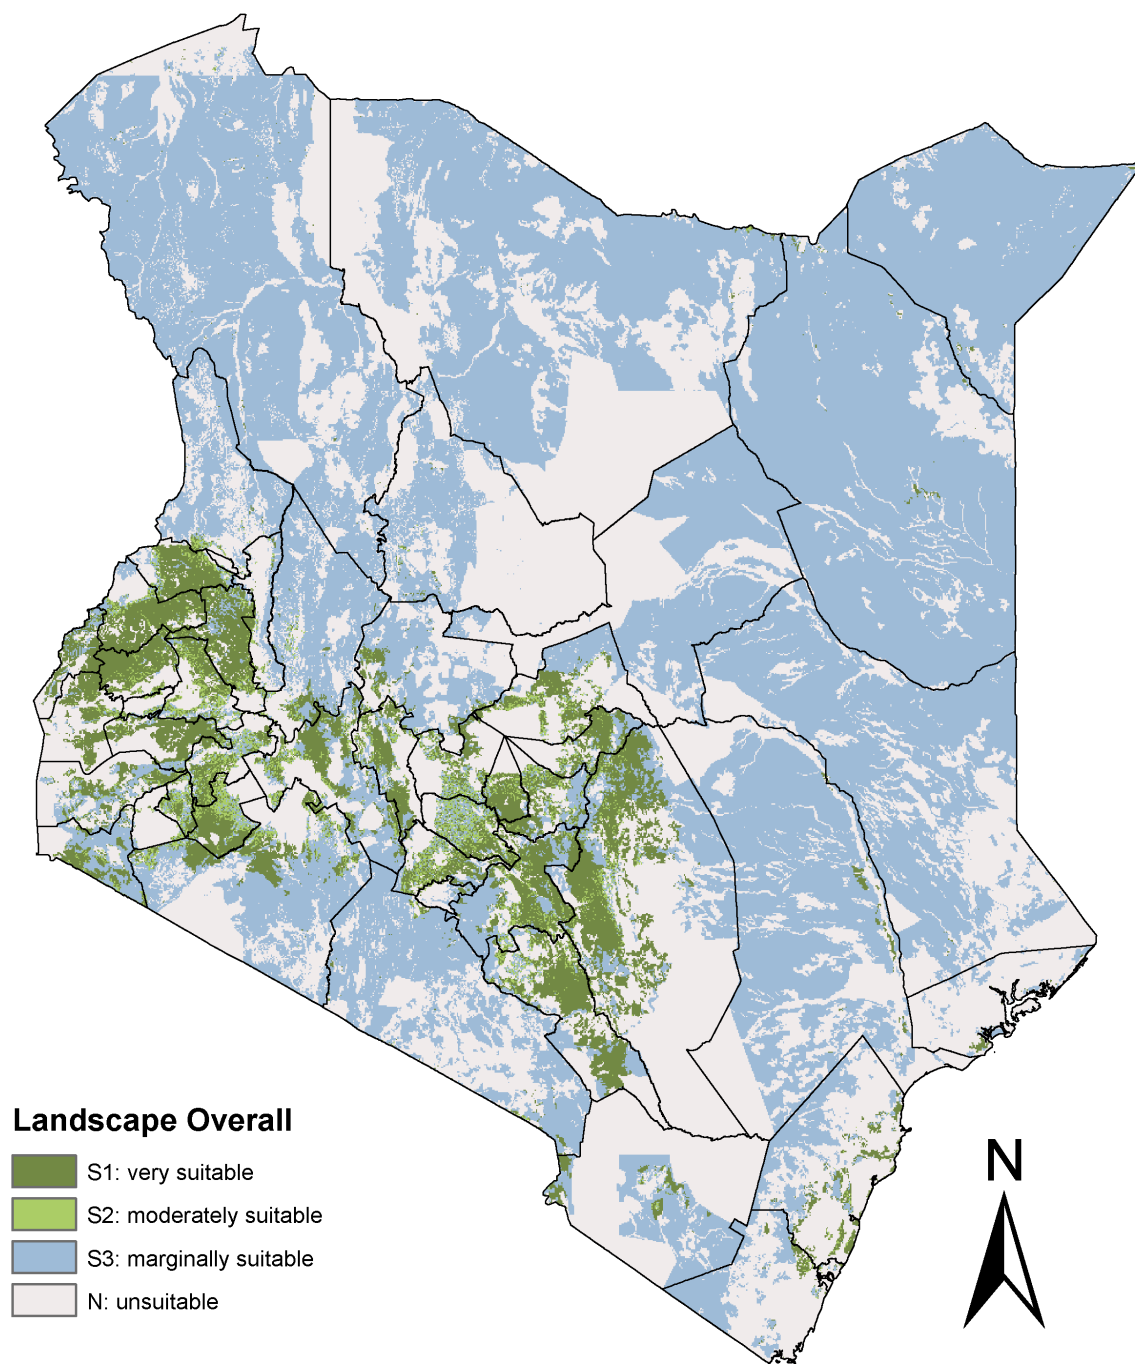 Landscape Overall
S1: very suitable
S2: moderately suitable
S3: marginally suitable
N: unsuitable
N